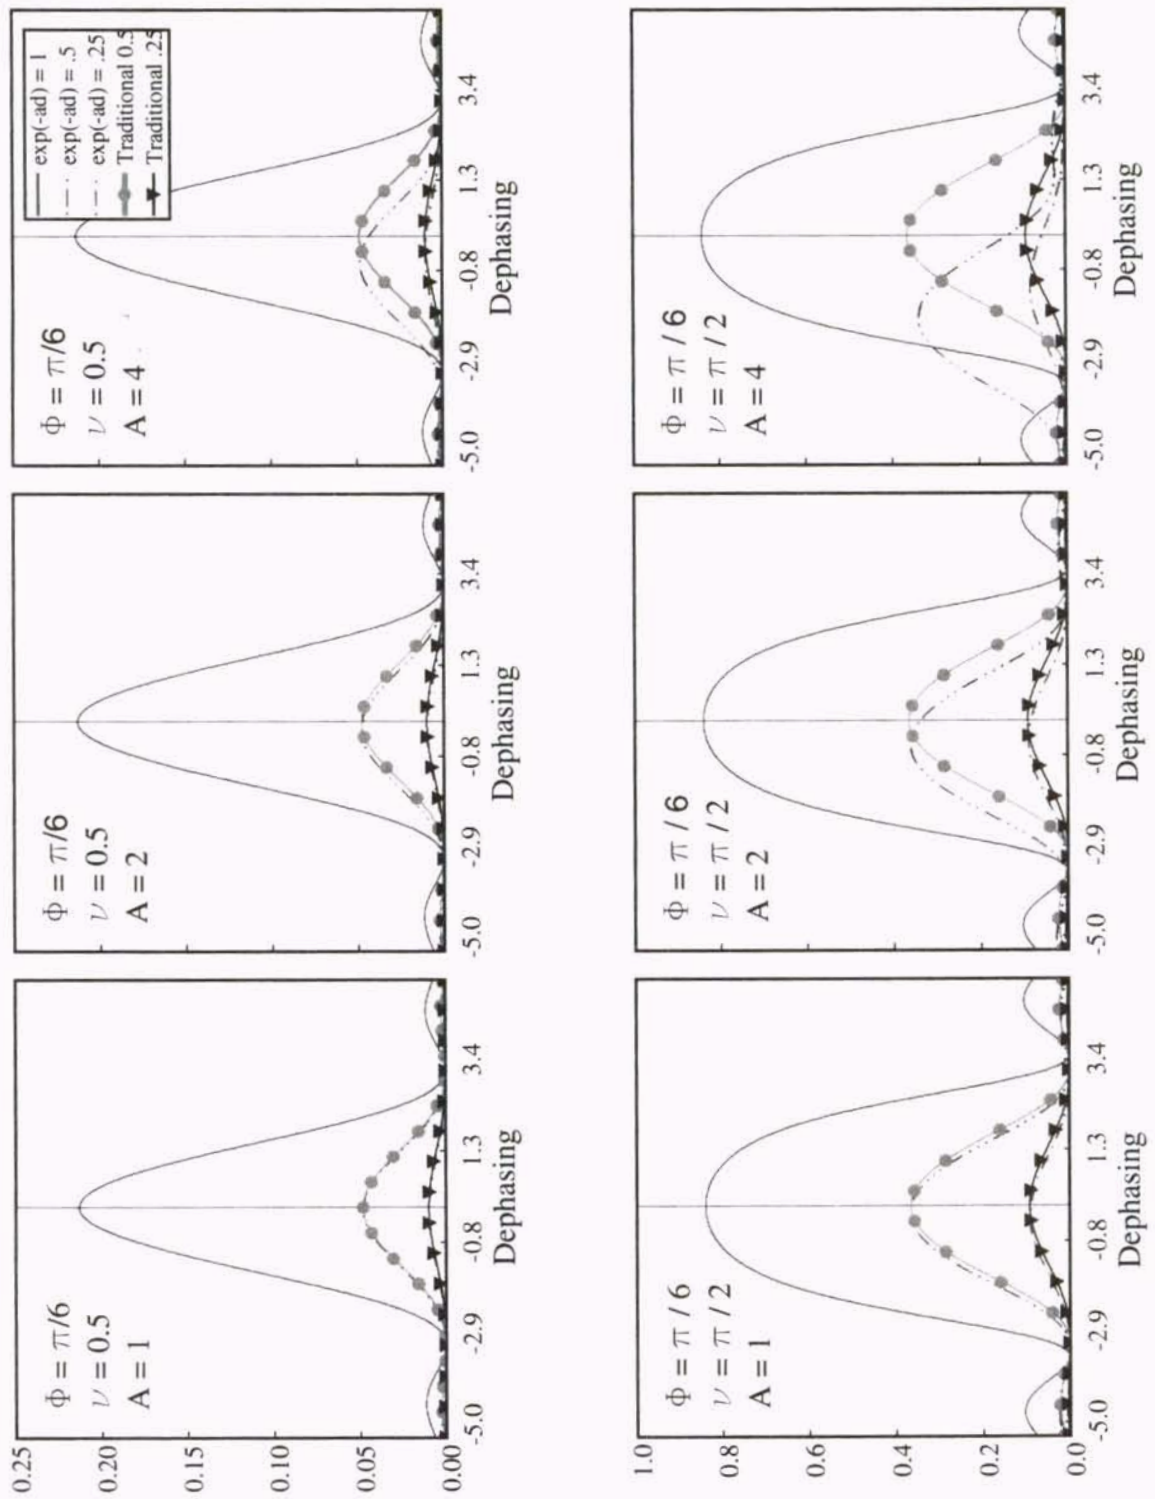 0.25
0.20
0.15
0.10
0.05
0.00
Φ = π/6
ν = 0.5
A = 1
-5.0 -2.9 -0.8 1.3 3.4
Dephasing
Φ = π/6
ν = 0.5
A = 2
-5.0 -2.9 -0.8 1.3 3.4
Dephasing
Φ = π/6
ν = 0.5
A = 4
exp(-ad) = 1
exp(-ad) = .5
exp(-ad) = .25
Traditional 0.5
Traditional .25
-5.0 -2.9 -0.8 1.3 3.4
Dephasing
1.0
0.8
0.6
0.4
0.2
0.0
Φ = π / 6
ν = π / 2
A = 1
-5.0 -2.9 -0.8 1.3 3.4
Dephasing
Φ = π / 6
ν = π / 2
A = 2
-5.0 -2.9 -0.8 1.3 3.4
Dephasing
Φ = π / 6
ν = π / 2
A = 4
-5.0 -2.9 -0.8 1.3 3.4
Dephasing